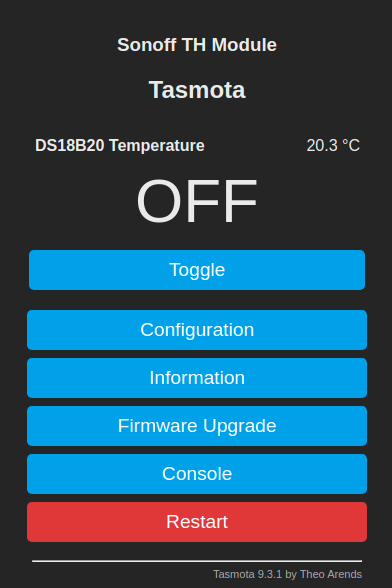 Sonoff TH Module
Tasmota
DS18B20 Temperature 20.3 °C
OFF
Toggle
Configuration
Information
Firmware Upgrade
Console
Restart
Tasmota 9.3.1 by Theo Arends